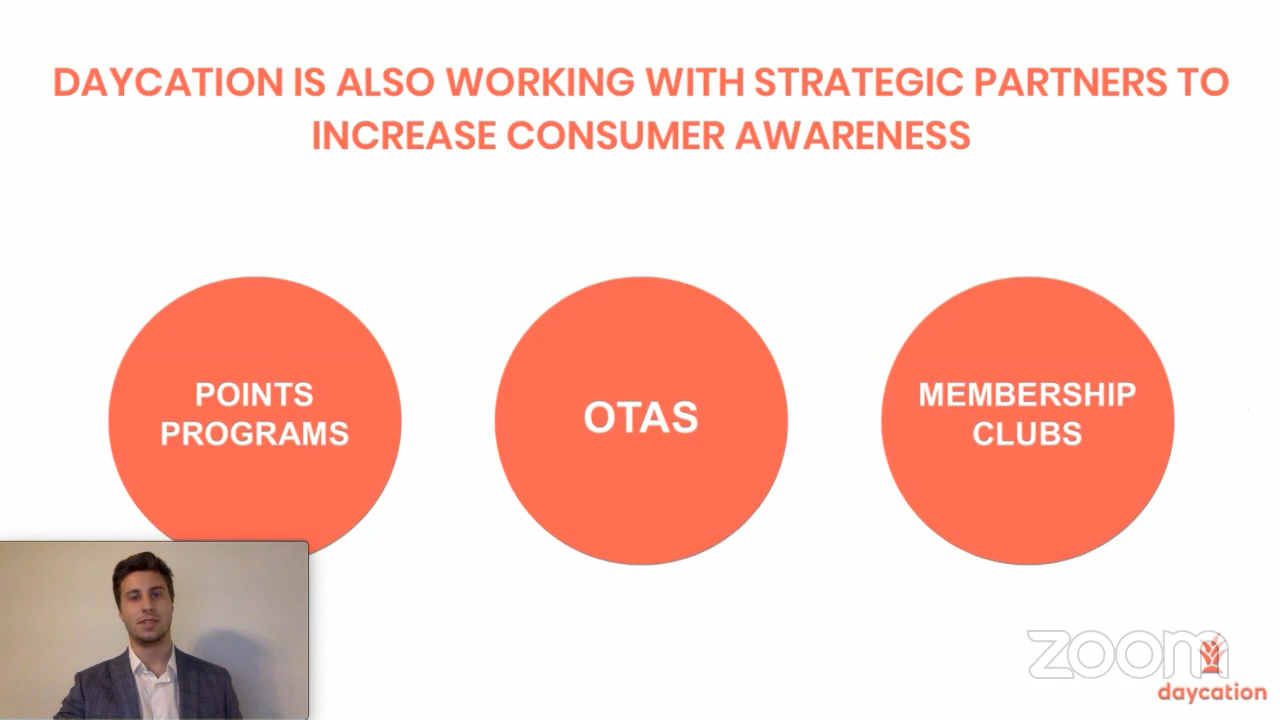 DAYCATION IS ALSO WORKING WITH STRATEGIC PARTNERS TO
INCREASE CONSUMER AWARENESS
POINTS
PROGRAMS
OTAS
MEMBERSHIP
CLUBS
zoom
daycation